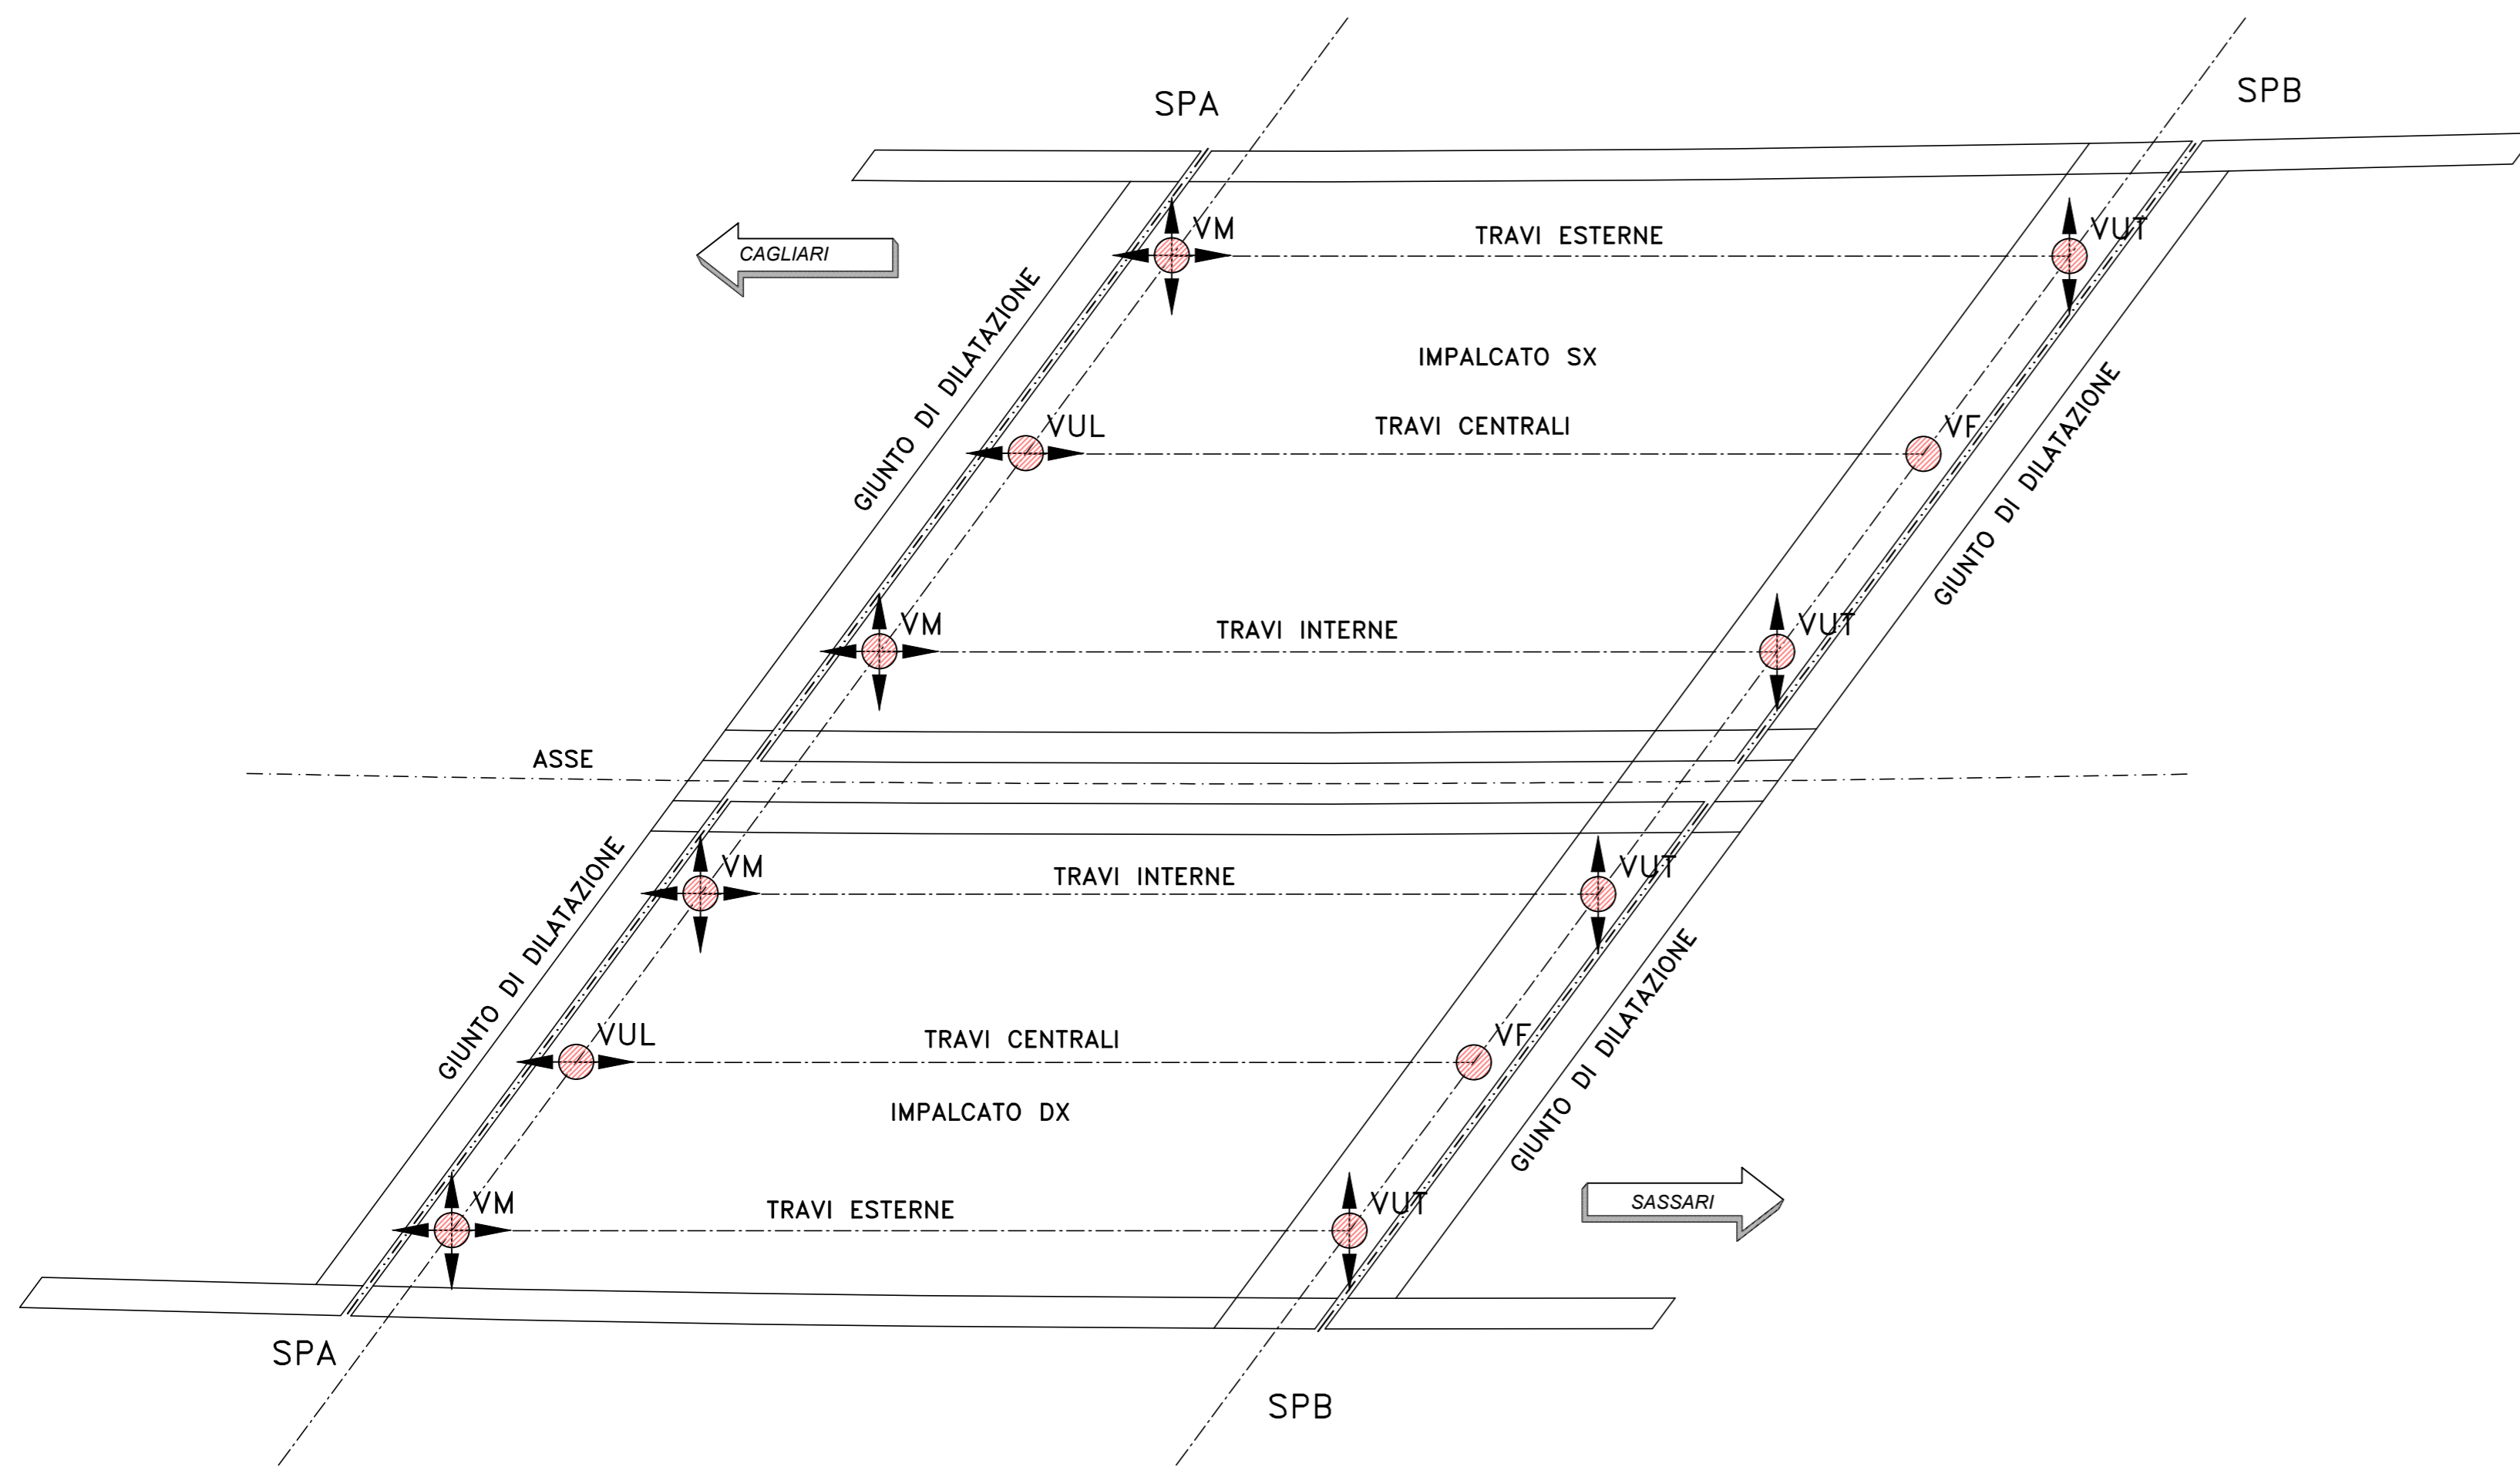 SPB
SPA
VM
TRAVI ESTERNE
VUT
CAGLIARI
GIUNTO DI DILATAZIONE
IMPALCATO SX
VUL
TRAVI CENTRALI
VF
GIUNTO DI DILATAZIONE
VM
TRAVI INTERNE
VUT
ASSE
VM
TRAVI INTERNE
VUT
GIUNTO DI DILATAZIONE
VUL
TRAVI CENTRALI
VF
GIUNTO DI DILATAZIONE
IMPALCATO DX
VM
TRAVI ESTERNE
VUT
SASSARI
SPA
SPB